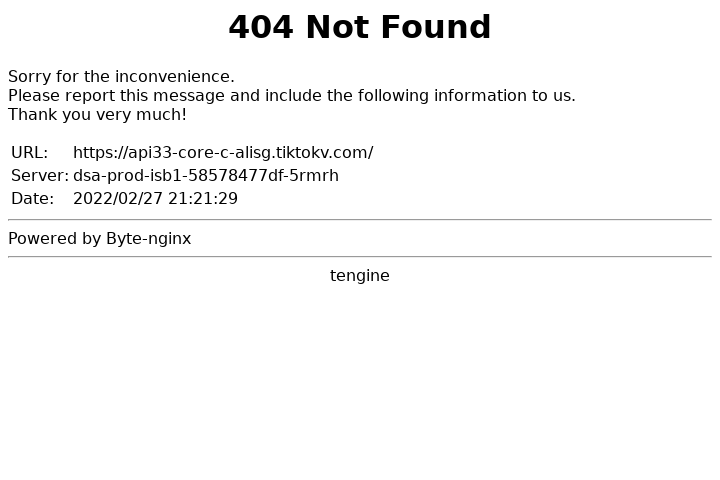 404 Not Found
Sorry for the inconvenience.
Please report this message and include the following information to us.
Thank you very much!
URL: https://api33-core-c-alisg.tiktokv.com/
Server: dsa-prod-isb1-58578477df-5rmrh
Date: 2022/02/27 21:21:29
Powered by Byte-nginx
tengine